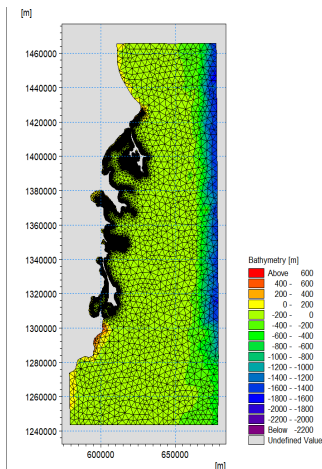 [m]
1460000
1440000
1420000
1400000
1380000
1360000
1340000
1320000
1300000
1280000
1260000
1240000
600000 650000
[m]
Bathymetry [m]
Above 600
400 - 600
200 - 400
0 - 200
-200 - 0
-400 - -200
-600 - -400
-800 - -600
-1000 - -800
-1200 - -1000
-1400 - -1200
-1600 - -1400
-1800 - -1600
-2000 - -1800
-2200 - -2000
Below -2200
Undefined Value